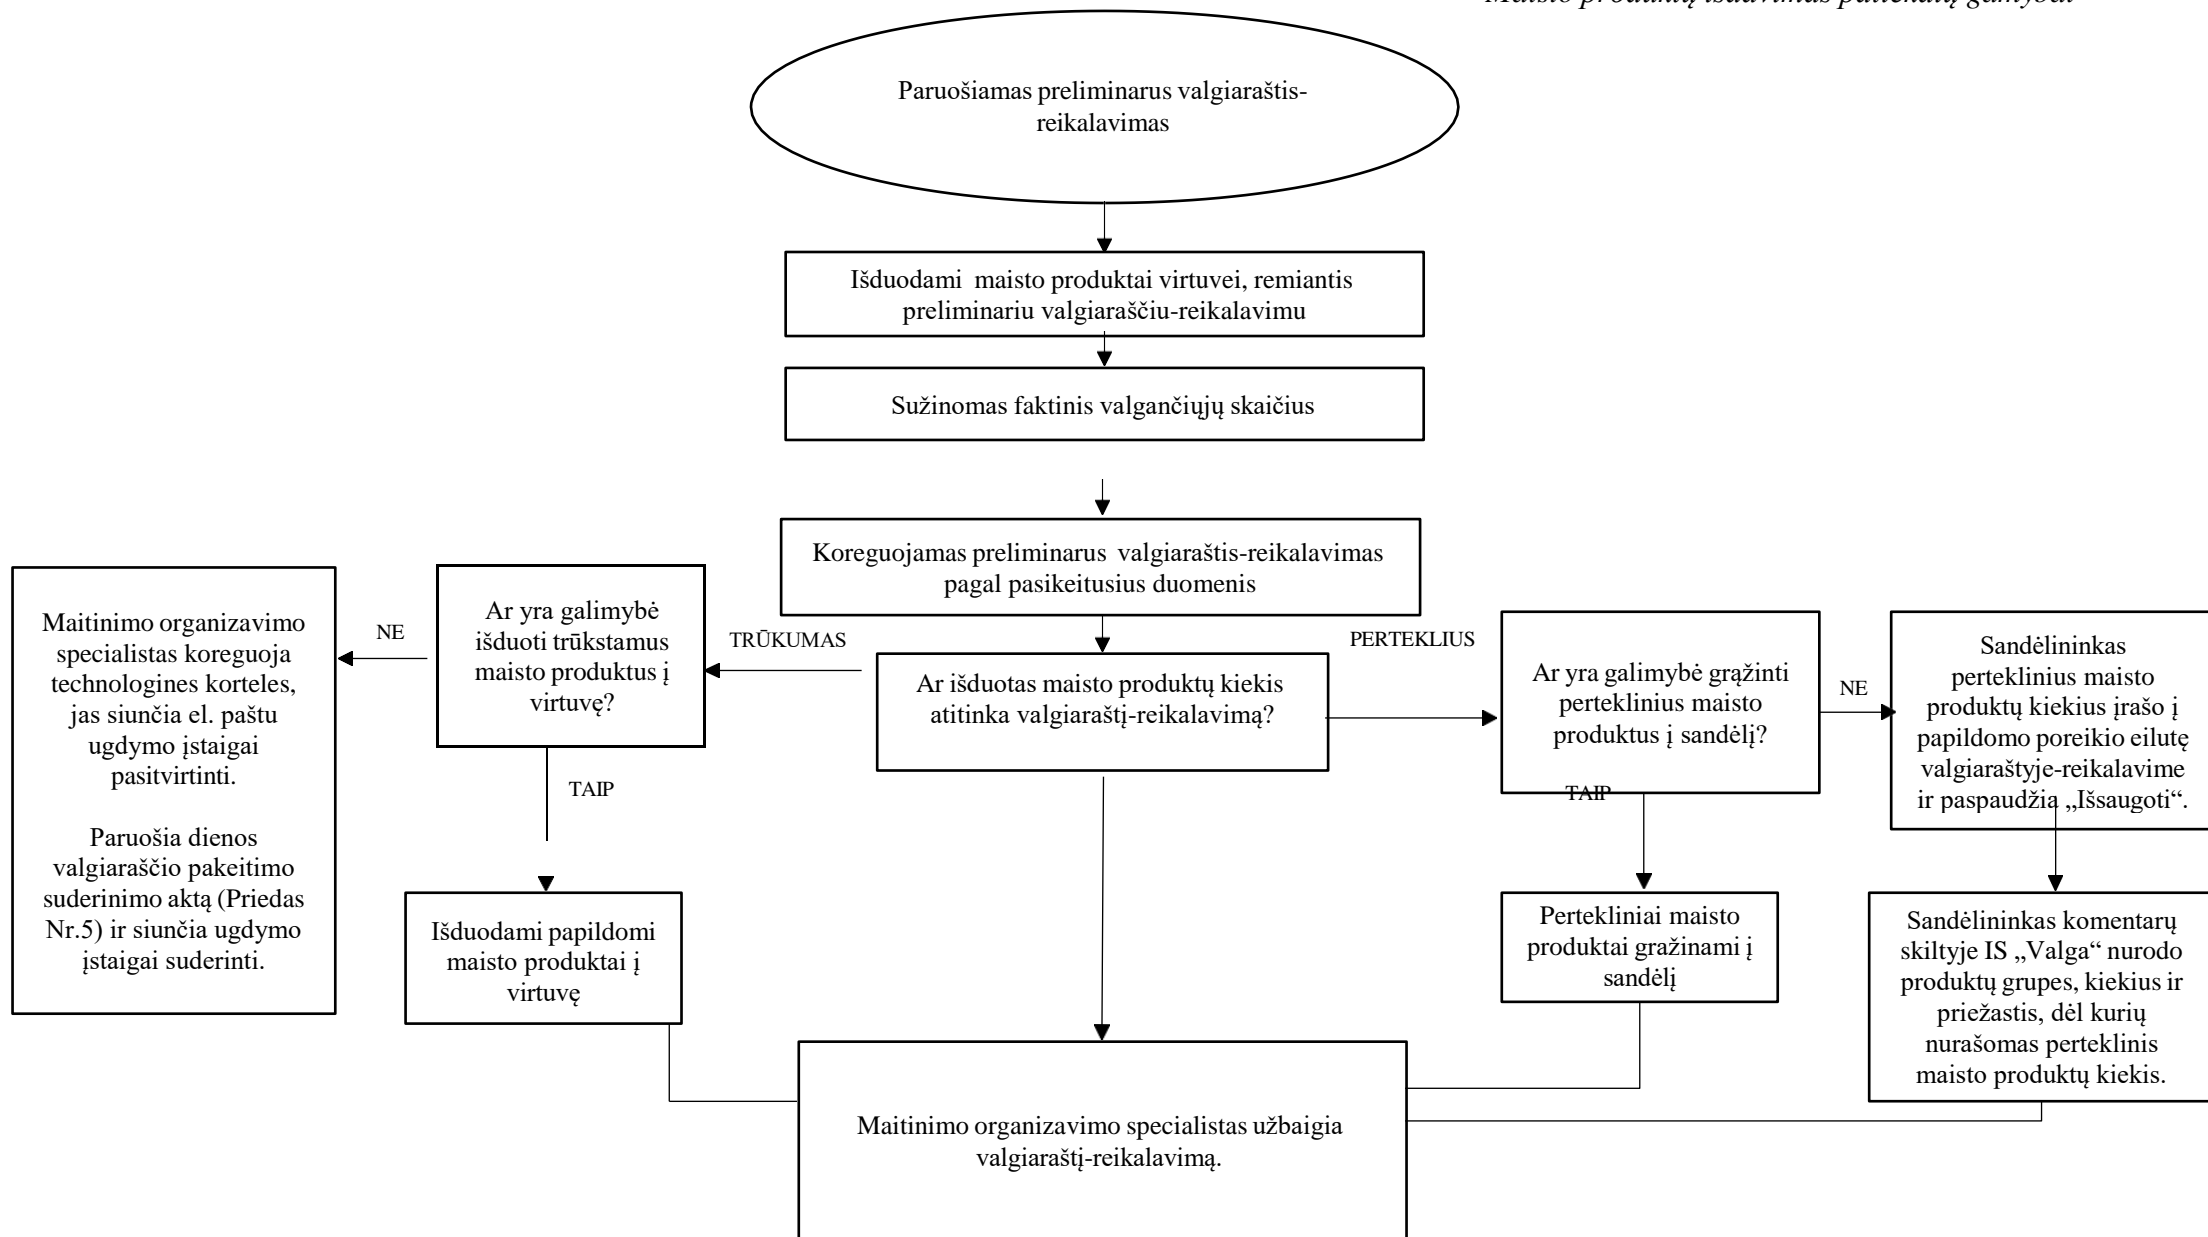 Maisto produktų išdavimas patiekalų gamybai
Paruošiamas preliminarus valgiaraštis-
reikalavimas
Išduodami maisto produktai virtuvei, remiantis
preliminariu valgiaraščiu-reikalavimu
Sužinomas faktinis valgančiųjų skaičius
Koreguojamas preliminarus valgiaraštis-reikalavimas
pagal pasikeitusius duomenis
Maitinimo organizavimo
specialistas koreguoja
technologines korteles,
jas siunčia el. paštu
ugdymo įstaigai
pasitvirtinti.
Paruošia dienos
valgiaraščio pakeitimo
suderinimo aktą (Priedas
Nr.5) ir siunčia ugdymo
įstaigai suderinti.
NE
Ar yra galimybė
išduoti trūkstamus
maisto produktus į
virtuvę?
TRŪKUMAS
Ar išduotas maisto produktų kiekis
atitinka valgiaraštį-reikalavimą?
PERTEKLIUS
Ar yra galimybė grąžinti
perteklinius maisto
produktus į sandėlį?
NE
Sandėlininkas
perteklinius maisto
produktų kiekius įrašo į
papildomo poreikio eilutę
valgiaraštyje-reikalavime
ir paspaudžia „Išsaugoti“.
TAIP
TAIP
Išduodami papildomi
maisto produktai į
virtuvę
Pertekliniai maisto
produktai gražinami į
sandėlį
Sandėlininkas komentarų
skiltyje IS „Valga“ nurodo
produktų grupes, kiekius ir
priežastis, dėl kurių
nurašomas perteklinis
maisto produktų kiekis.
Maitinimo organizavimo specialistas užbaigia
valgiaraštį-reikalavimą.